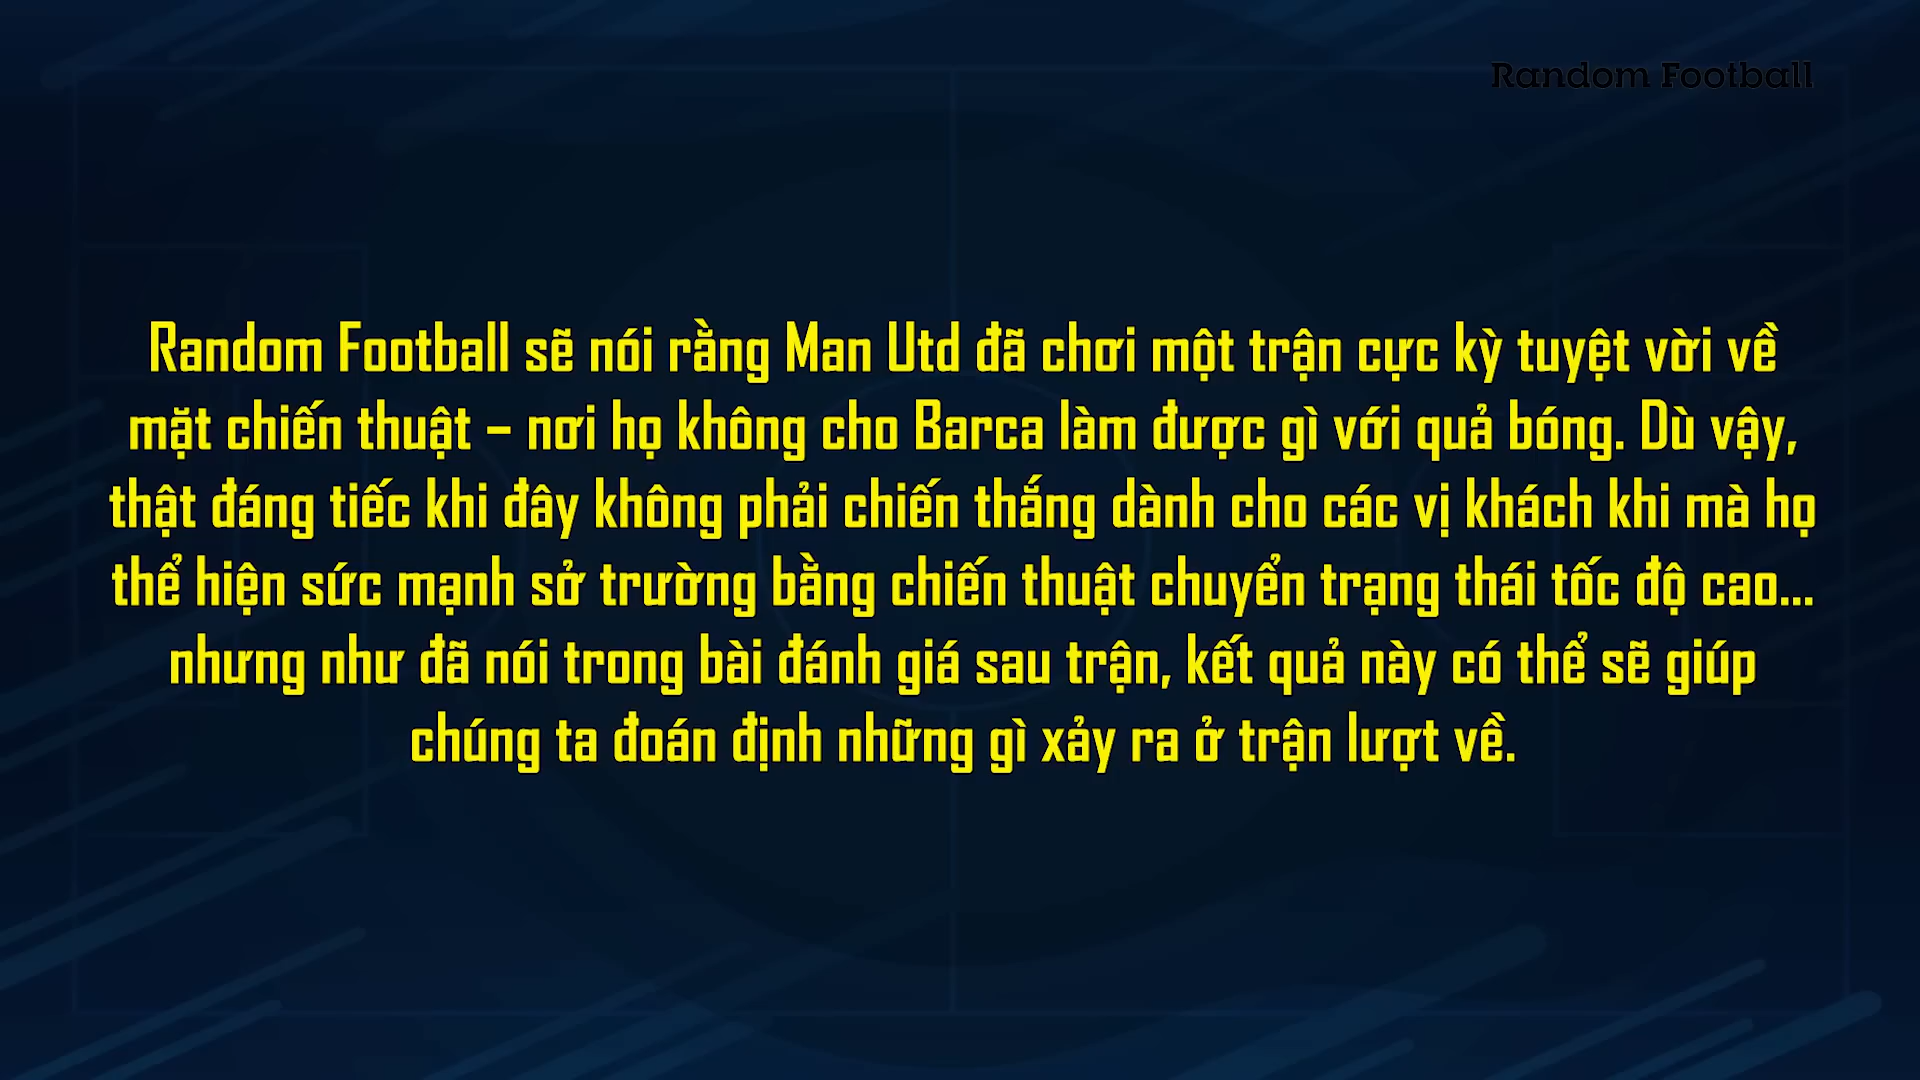 Random Football
Random Football sẽ nói rằng Man Utd đã chơi một trận cực kỳ tuyệt vời về
mặt chiến thuật – nơi họ không cho Barca làm được gì với quả bóng. Dù vậy,
thật đáng tiếc khi đây không phải chiến thắng dành cho các vị khách khi mà họ
thể hiện sức mạnh sở trường bằng chiến thuật chuyển trạng thái tốc độ cao...
nhưng như đã nói trong bài đánh giá sau trận, kết quả này có thể sẽ giúp
chúng ta đoán định những gì xảy ra ở trận lượt về.